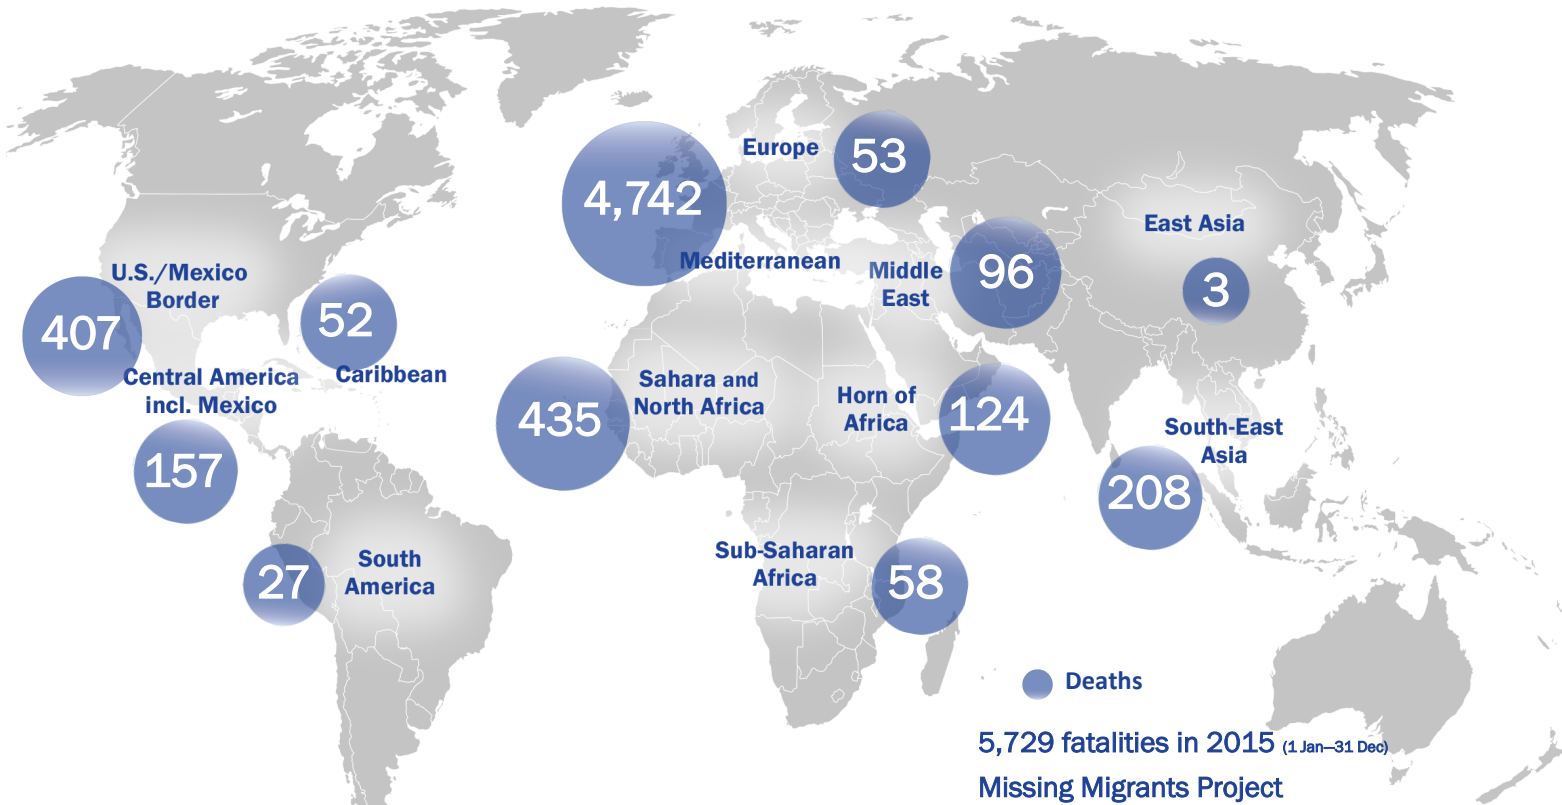 Europe
53
4,742
East Asia
Mediterranean
Middle
East
96
3
U.S./Mexico
Border
407
52
Caribbean
Central America
incl. Mexico
157
Sahara and
North Africa
435
Horn of
Africa
124
South-East
Asia
208
South
America
27
Sub-Saharan
Africa
58
Deaths
5,729 fatalities in 2015 (1 Jan—31 Dec)
Missing Migrants Project